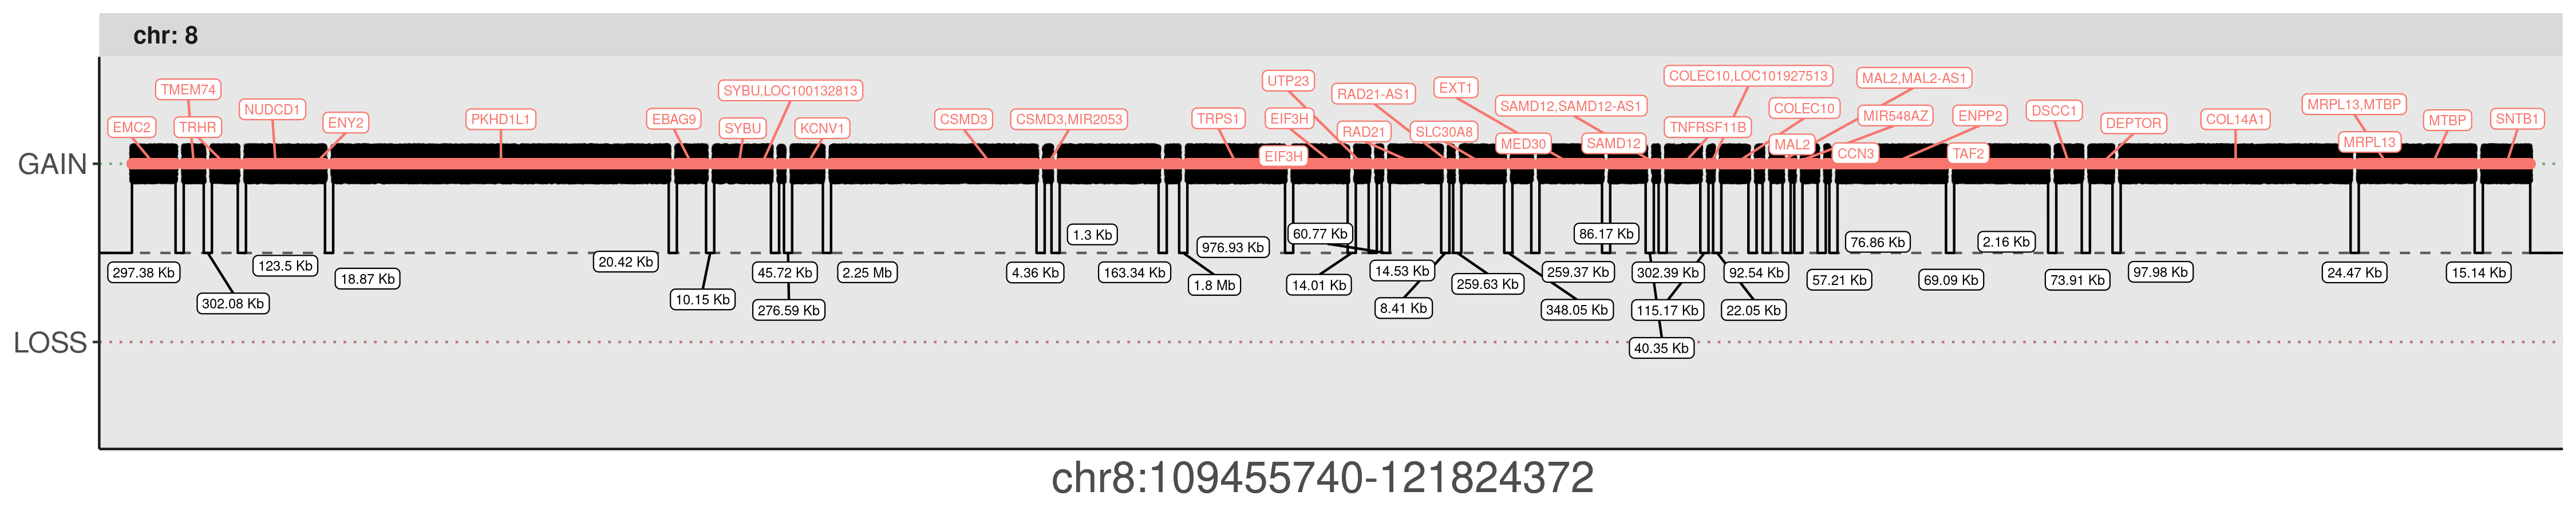 chr: 8
TMEM74
SYBU,LOC100132813
UTP23
COLEC10,LOC101927513
MAL2,MAL2-AS1
NUDCD1
RAD21-AS1
EXT1
SAMD12,SAMD12-AS1
COLEC10
MRPL13,MTBP
EMC2
TRHR
ENY2
PKHD1L1
EBAG9
SYBU
KCNV1
CSMD3
CSMD3,MIR2053
TRPS1
EIF3H
RAD21
SLC30A8
TNFRSF11B
MIR548AZ
ENPP2
DSCC1
DEPTOR
COL14A1
MTBP
SNTB1
EIF3H
MED30
SAMD12
MAL2
CCN3
TAF2
MRPL13
GAIN
1.3 Kb
976.93 Kb
60.77 Kb
86.17 Kb
76.86 Kb
2.16 Kb
297.38 Kb
123.5 Kb
18.87 Kb
20.42 Kb
45.72 Kb
2.25 Mb
4.36 Kb
163.34 Kb
1.8 Mb
14.01 Kb
14.53 Kb
259.63 Kb
259.37 Kb
302.39 Kb
92.54 Kb
57.21 Kb
69.09 Kb
73.91 Kb
97.98 Kb
24.47 Kb
15.14 Kb
302.08 Kb
10.15 Kb
276.59 Kb
8.41 Kb
348.05 Kb
115.17 Kb
22.05 Kb
LOSS
40.35 Kb
chr8:109455740-121824372